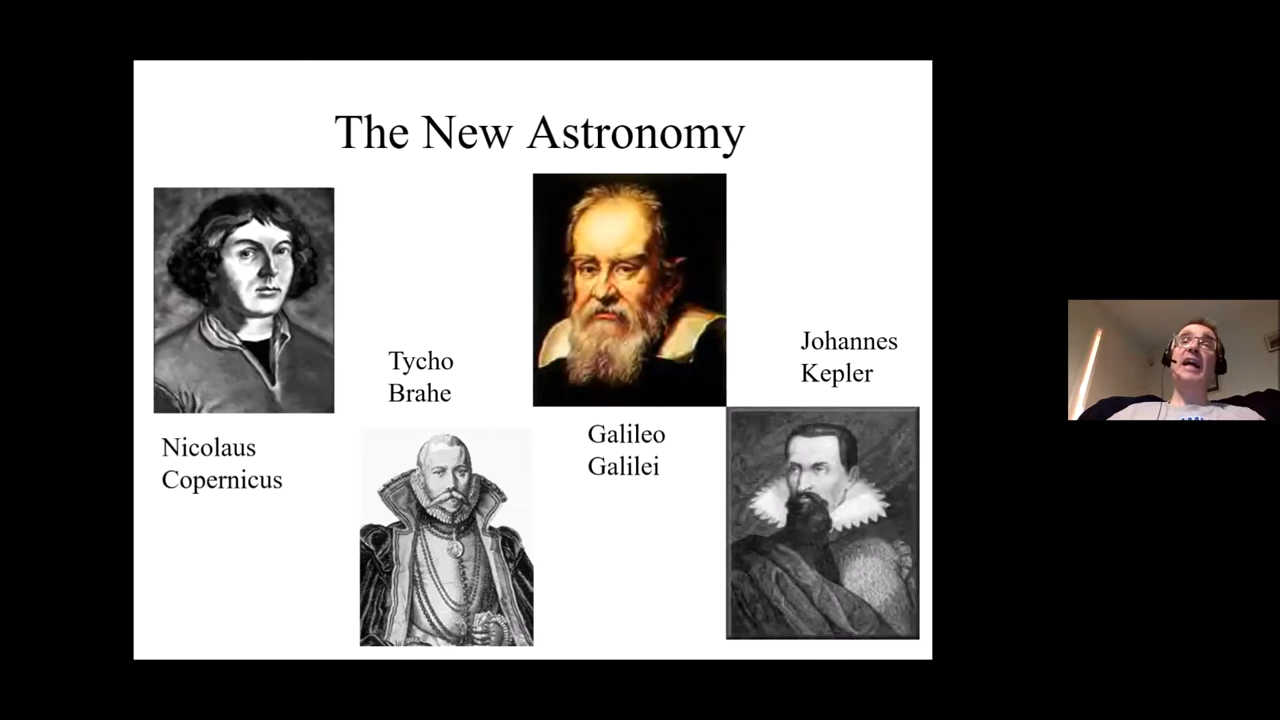 The New Astronomy
Nicolaus
Copernicus
Tycho
Brahe
Galileo
Galilei
Johannes
Kepler